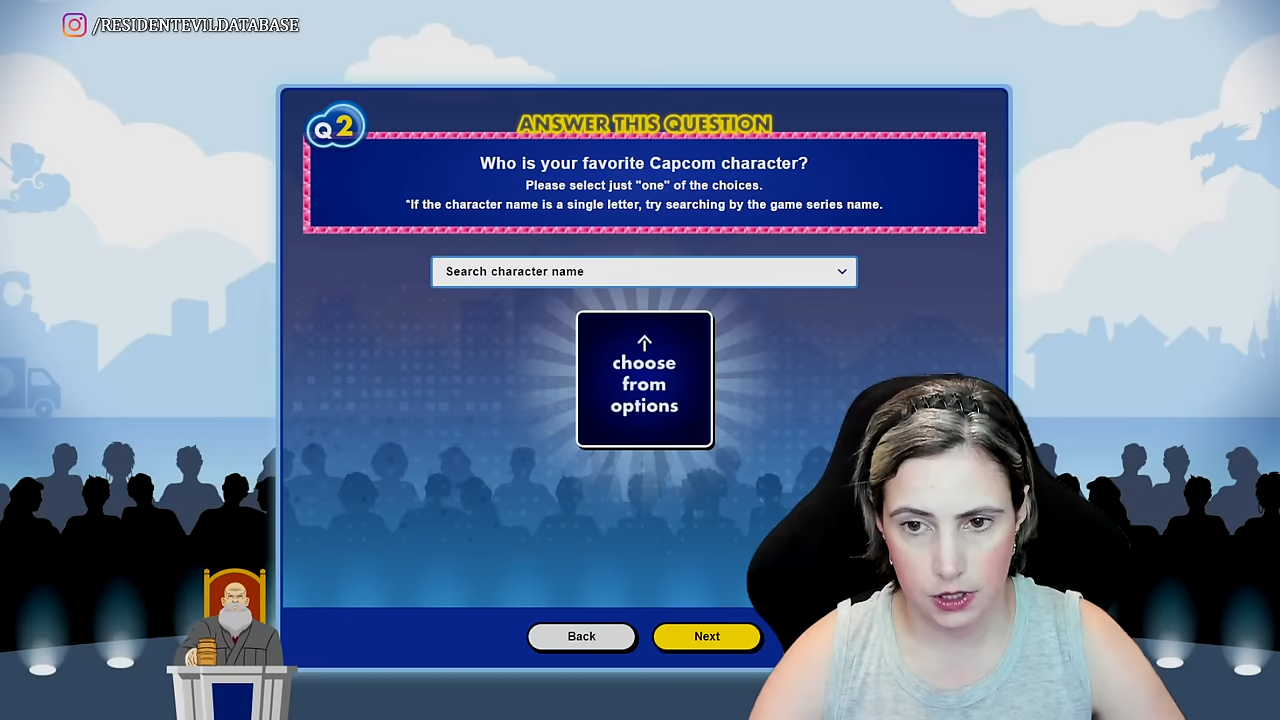 /RESIDENTEVILDATABASE
Q2
ANSWER THIS QUESTION
Who is your favorite Capcom character?
Please select just "one" of the choices.
*If the character name is a single letter, try searching by the game series name.
Search character name
↑
choose
from
options
Back
Next